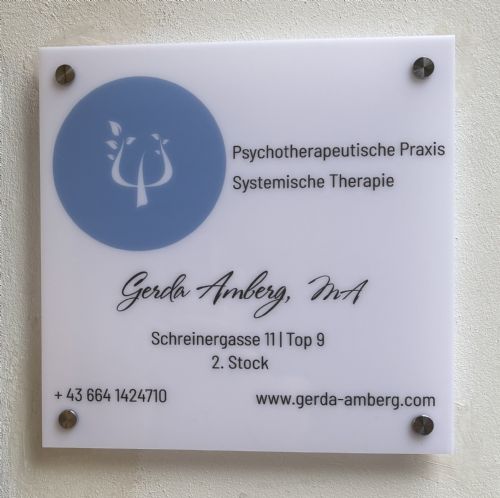 Psychotherapeutische Praxis
Systemische Therapie
Gerda Amberg, MA
Schreinergasse 11 | Top 9
2. Stock
+ 43 664 1424710
www.gerda-amberg.com